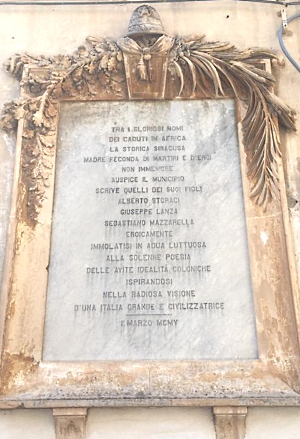 FRA I GLORIOSI NOMI
DEI CADUTI IN AFRICA
LA STORICA SIRACUSA
MADRE FECONDA DI MARTIRI E D'EROI
NON IMMEMORE
AUSPICE IL MUNICIPIO
SCRIVE QUELLI DEI SUOI FIGLI
ALBERTO STORACI
GIUSEPPE LANZA
SEBASTIANO MAZZARELLA
EROICAMENTE
IMMOLATISI IN ADUA LUTTUOSA
ALLA SOLENNE POESIA
DELLE AVITE IDEALITÀ COLONICHE
ISPIRANDOSI
NELLA RADIOSA VISIONE
D'UNA ITALIA GRANDE E CIVILIZZATRICE
I MARZO MCMV